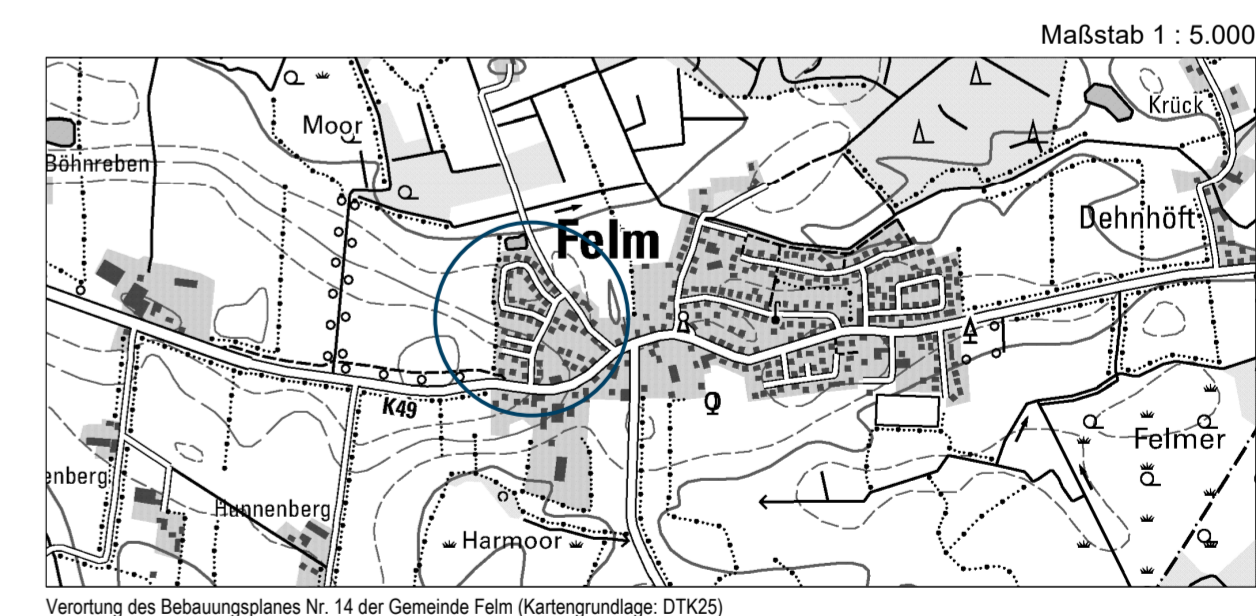 Maßstab 1 : 5.000
Moor
Krück
Böhnreben
Dehnhöft
Felm
K49
Felmer
enberg
Hunnenberg
Harmoor
Verortung des Bebauungsplanes Nr. 14 der Gemeinde Felm (Kartengrundlage: DTK25)